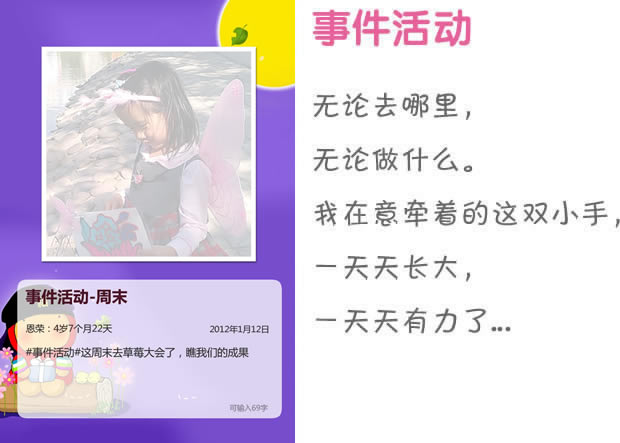 事件活动
无论去哪里，
无论做什么。
我在意牵着的这双小手，
一天天长大，
一天天有力了...
事件活动-周末
恩荣：4岁7个月22天
2012年1月12日
#事件活动#这周末去草莓大会了，瞧我们的成果
可输入69字